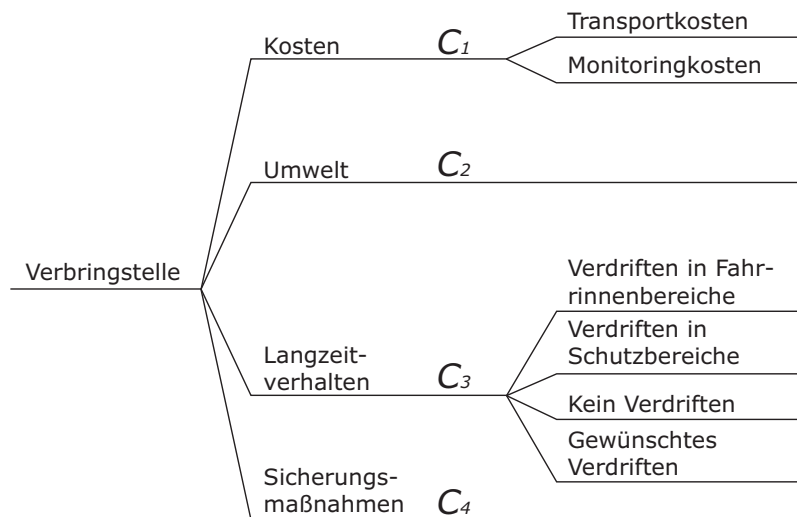 Verbringstelle
Kosten C1
Transportkosten
Monitoringkosten
Umwelt C2
Langzeit-
verhalten C3
Verdriften in Fahr-
rinnenbereiche
Verdriften in
Schutzbereiche
Kein Verdriften
Gewünschtes
Verdriften
Sicherungs-
maßnahmen C4